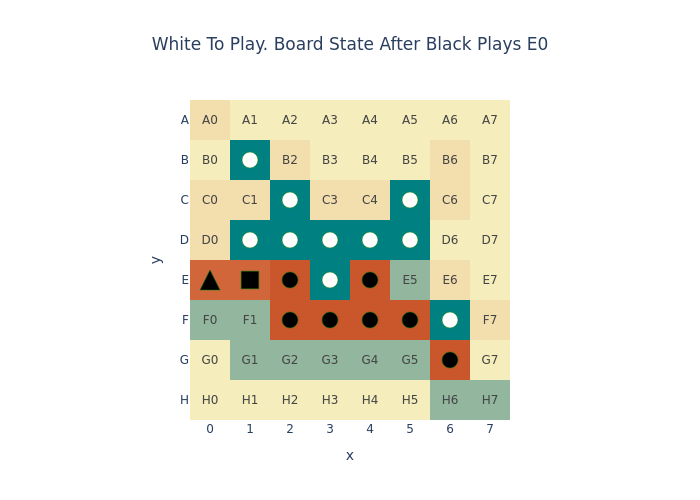 White To Play. Board State After Black Plays E0
A A0 A1 A2 A3 A4 A5 A6 A7
B B0 B2 B3 B4 B5 B6 B7
C C0 C1 C3 C4 C6 C7
D D0 D6 D7
y
E E5 E6 E7
F F0 F1 F7
G G0 G1 G2 G3 G4 G5 G7
H H0 H1 H2 H3 H4 H5 H6 H7
0 1 2 3 4 5 6 7
x